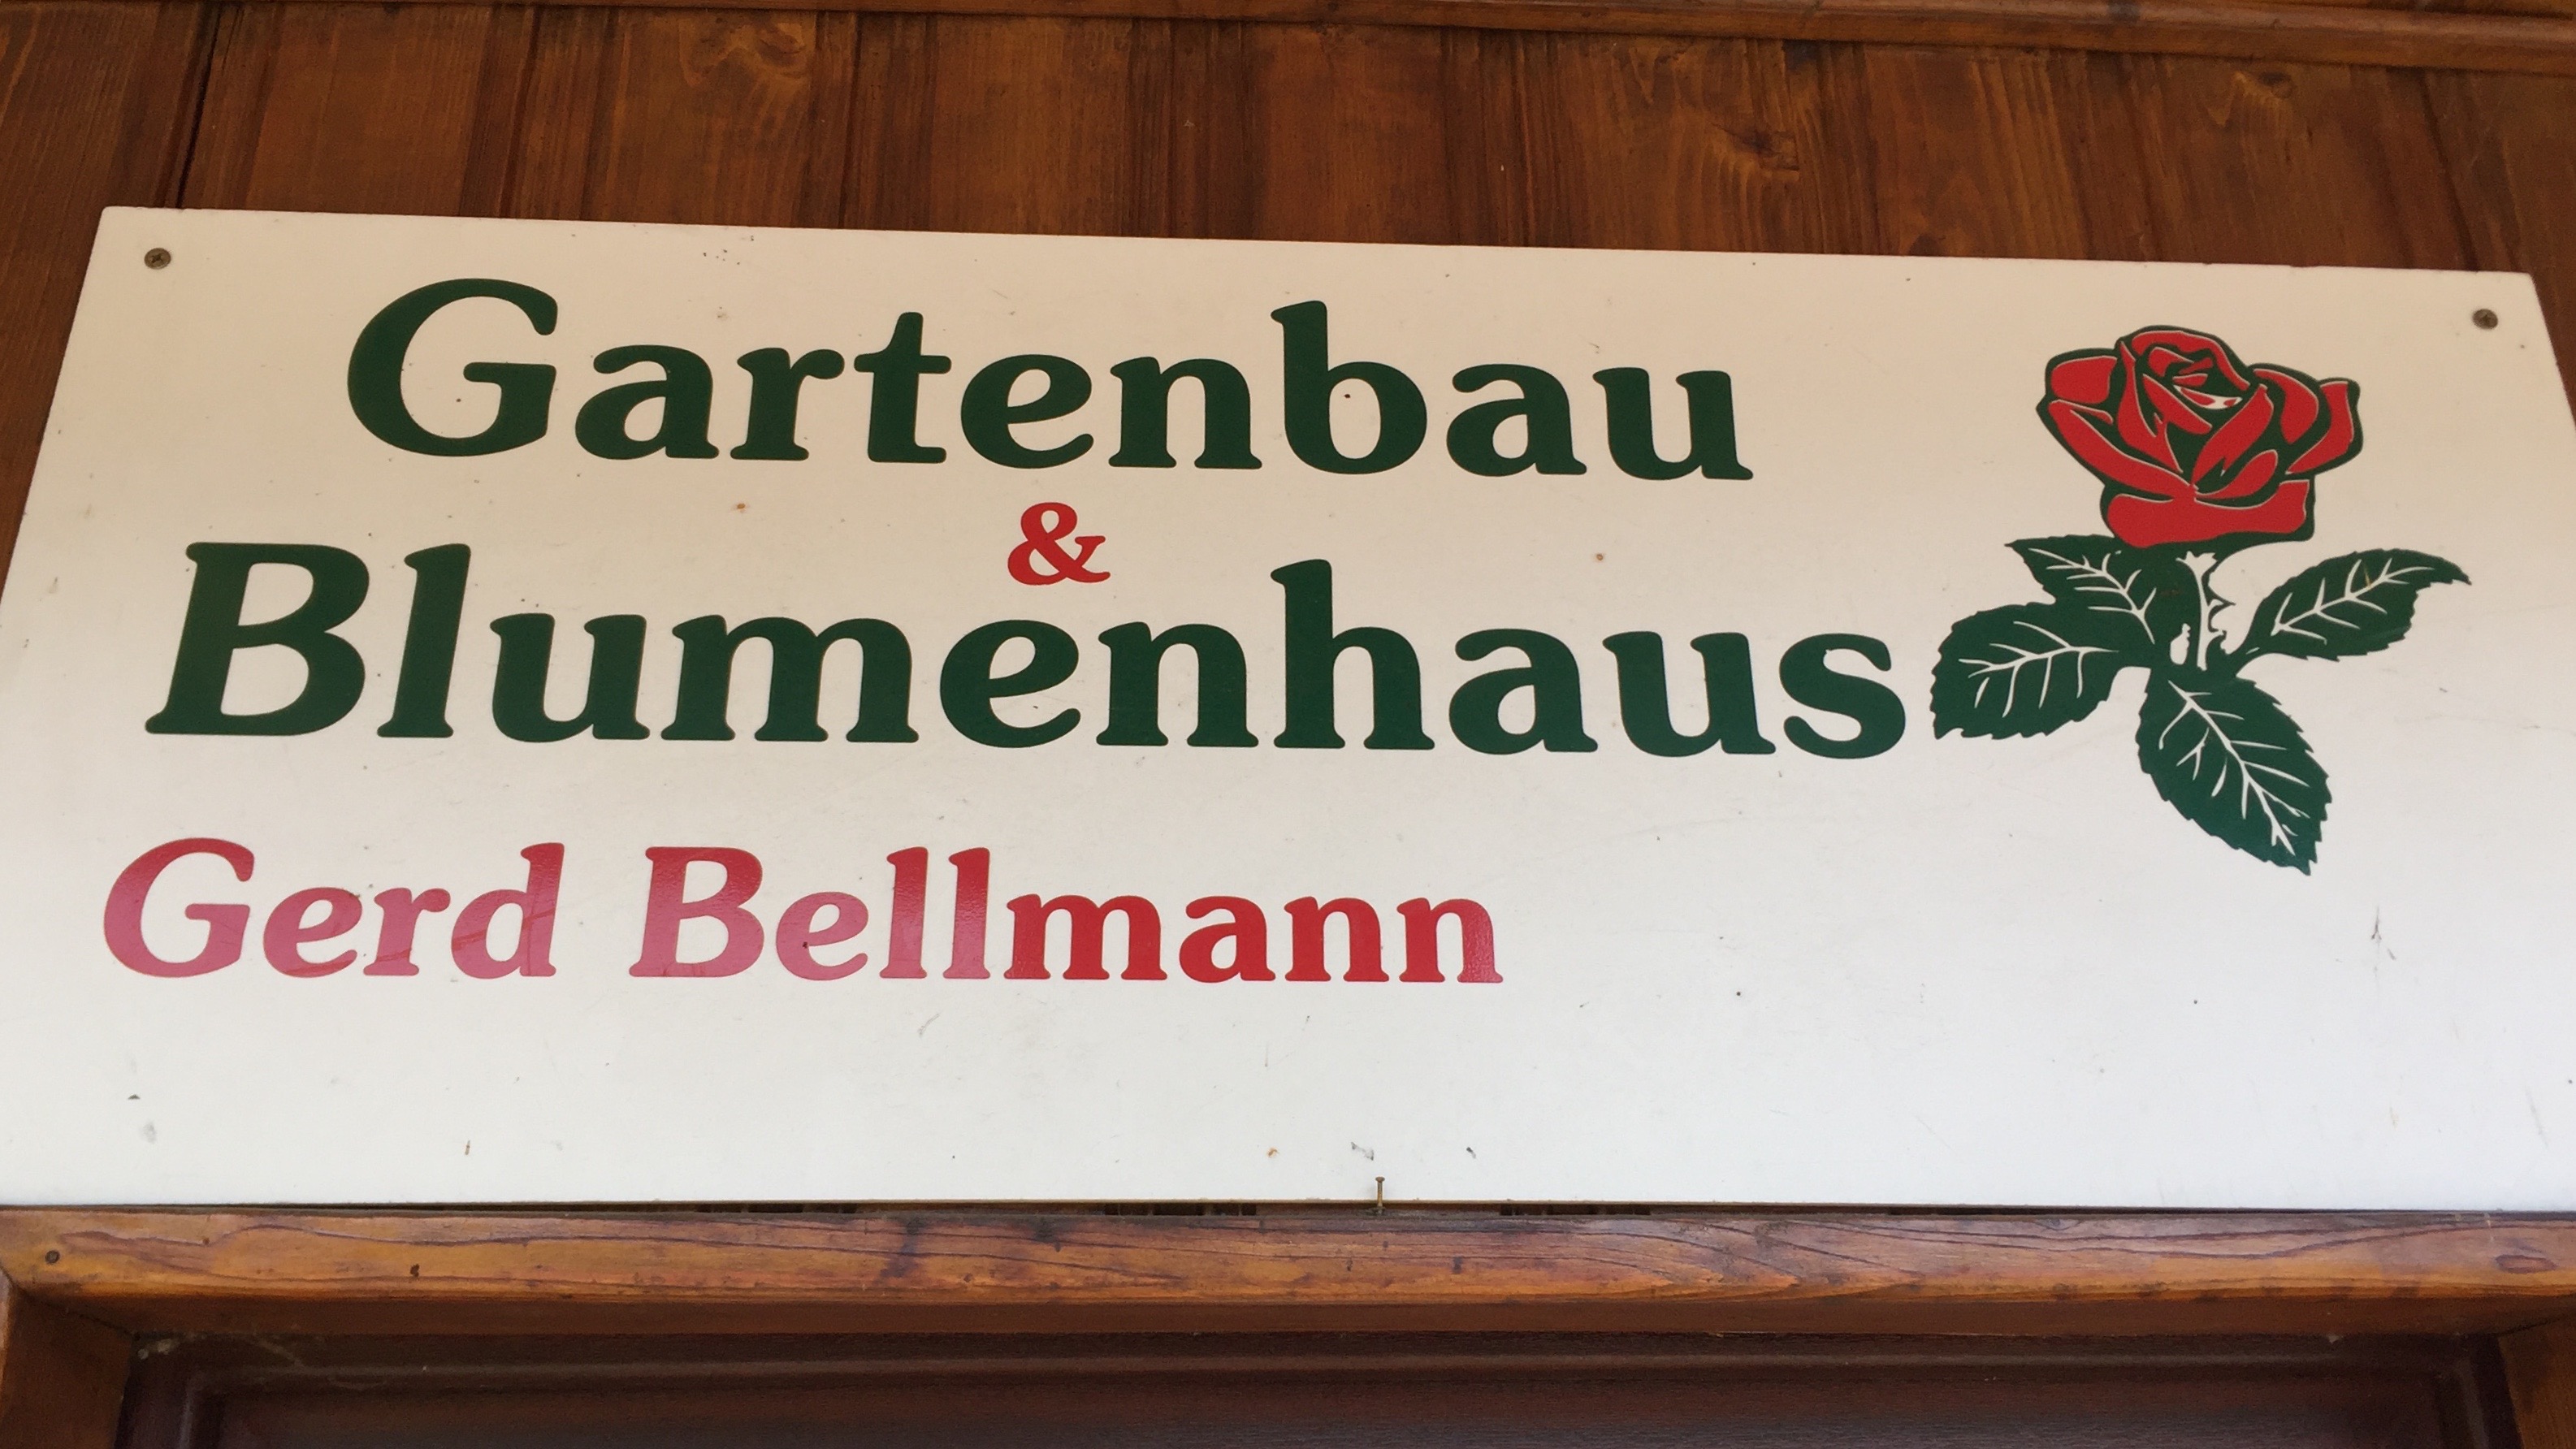 Gartenbau
&
Blumenhaus
Gerd Bellmann